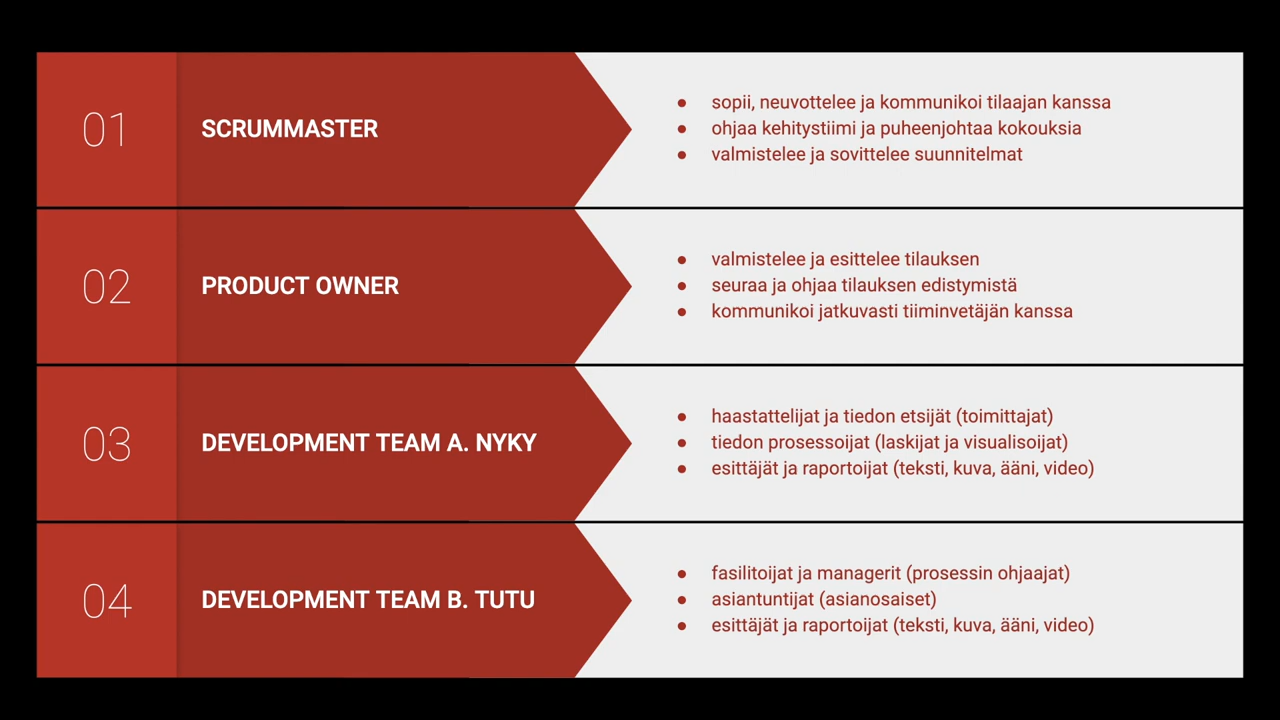 01
SCRUMMASTER
● sopii, neuvottelee ja kommunikoi tilaajan kanssa
● ohjaa kehitystiimi ja puheenjohtaa kokouksia
● valmistelee ja sovittelee suunnitelmat
02
PRODUCT OWNER
● valmistelee ja esittelee tilauksen
● seuraa ja ohjaa tilauksen edistymistä
● kommunikoi jatkuvasti tiiminvetäjän kanssa
03
DEVELOPMENT TEAM A. NYKY
● haastattelijat ja tiedon etsijät (toimittajat)
● tiedon prosessoijat (laskijat ja visualisoijat)
● esittäjät ja raportoijat (teksti, kuva, ääni, video)
04
DEVELOPMENT TEAM B. TUTU
● fasilitoijat ja managerit (prosessin ohjaajat)
● asiantuntijat (asianosaiset)
● esittäjät ja raportoijat (teksti, kuva, ääni, video)